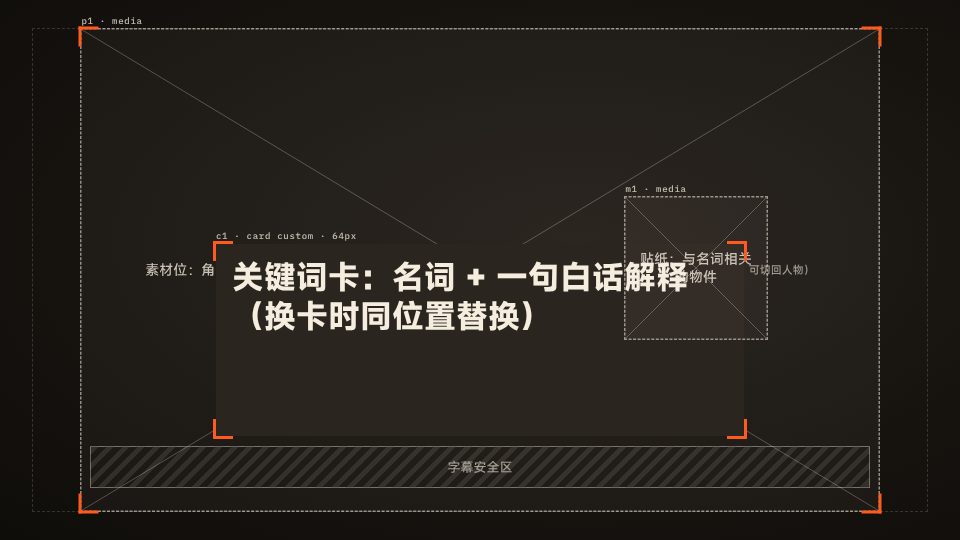 p1 · media
m1 · media
c1 · card custom · 64px
素材位：角
关键词卡：名词 + 一句白话解释
（换卡时同位置替换）
贴纸：与名词相关
物件
可切回人物）
字幕安全区